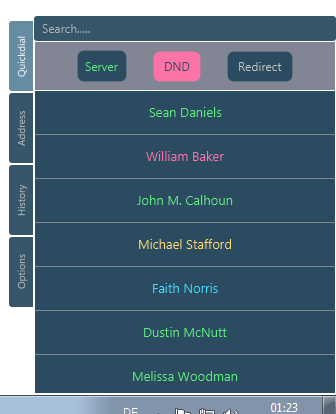 Search.....
Quickdial
Server DND Redirect
Address
History
Options
Sean Daniels
William Baker
John M. Calhoun
Michael Stafford
Faith Norris
Dustin McNutt
Melissa Woodman
DE 01:23